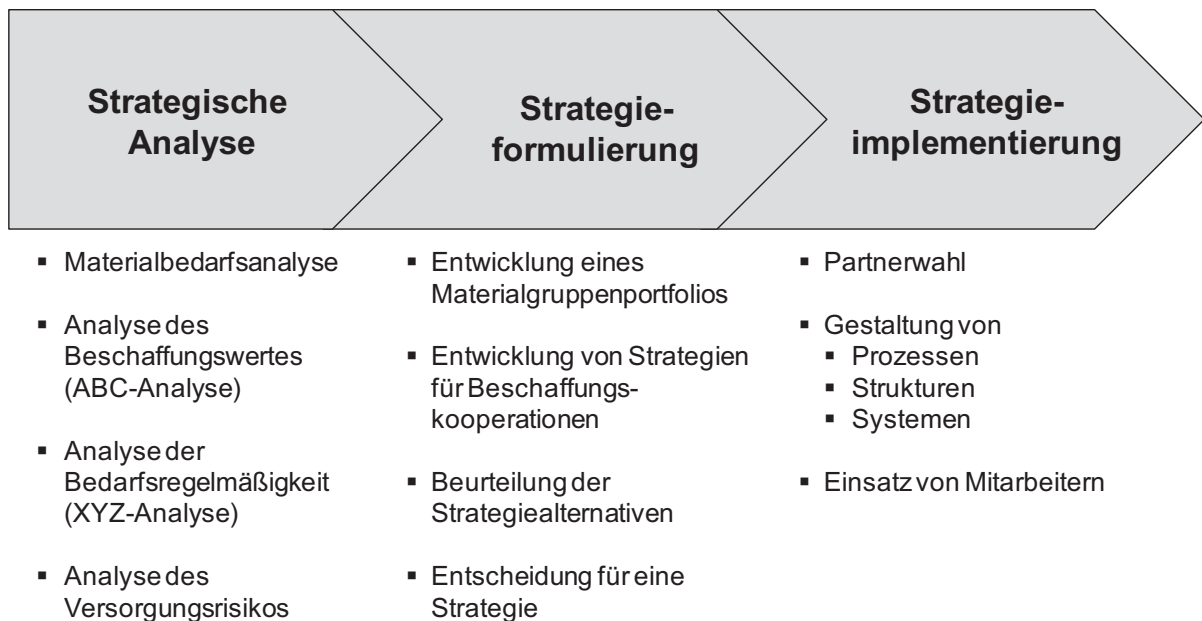 Strategische
Analyse
Strategie-
formulierung
Strategie-
implementierung
▪ Materialbedarfsanalyse
▪ Analyse des
Beschaffungswertes
(ABC-Analyse)
▪ Analyse der
Bedarfsregelmäßigkeit
(XYZ-Analyse)
▪ Analyse des
Versorgungsrisikos
▪ Entwicklung eines
Materialgruppenportfolios
▪ Entwicklung von Strategien
für Beschaffungs-
kooperationen
▪ Beurteilung der
Strategiealternativen
▪ Entscheidung für eine
Strategie
▪ Partnerwahl
▪ Gestaltung von
▪ Prozessen
▪ Strukturen
▪ Systemen
▪ Einsatz von Mitarbeitern